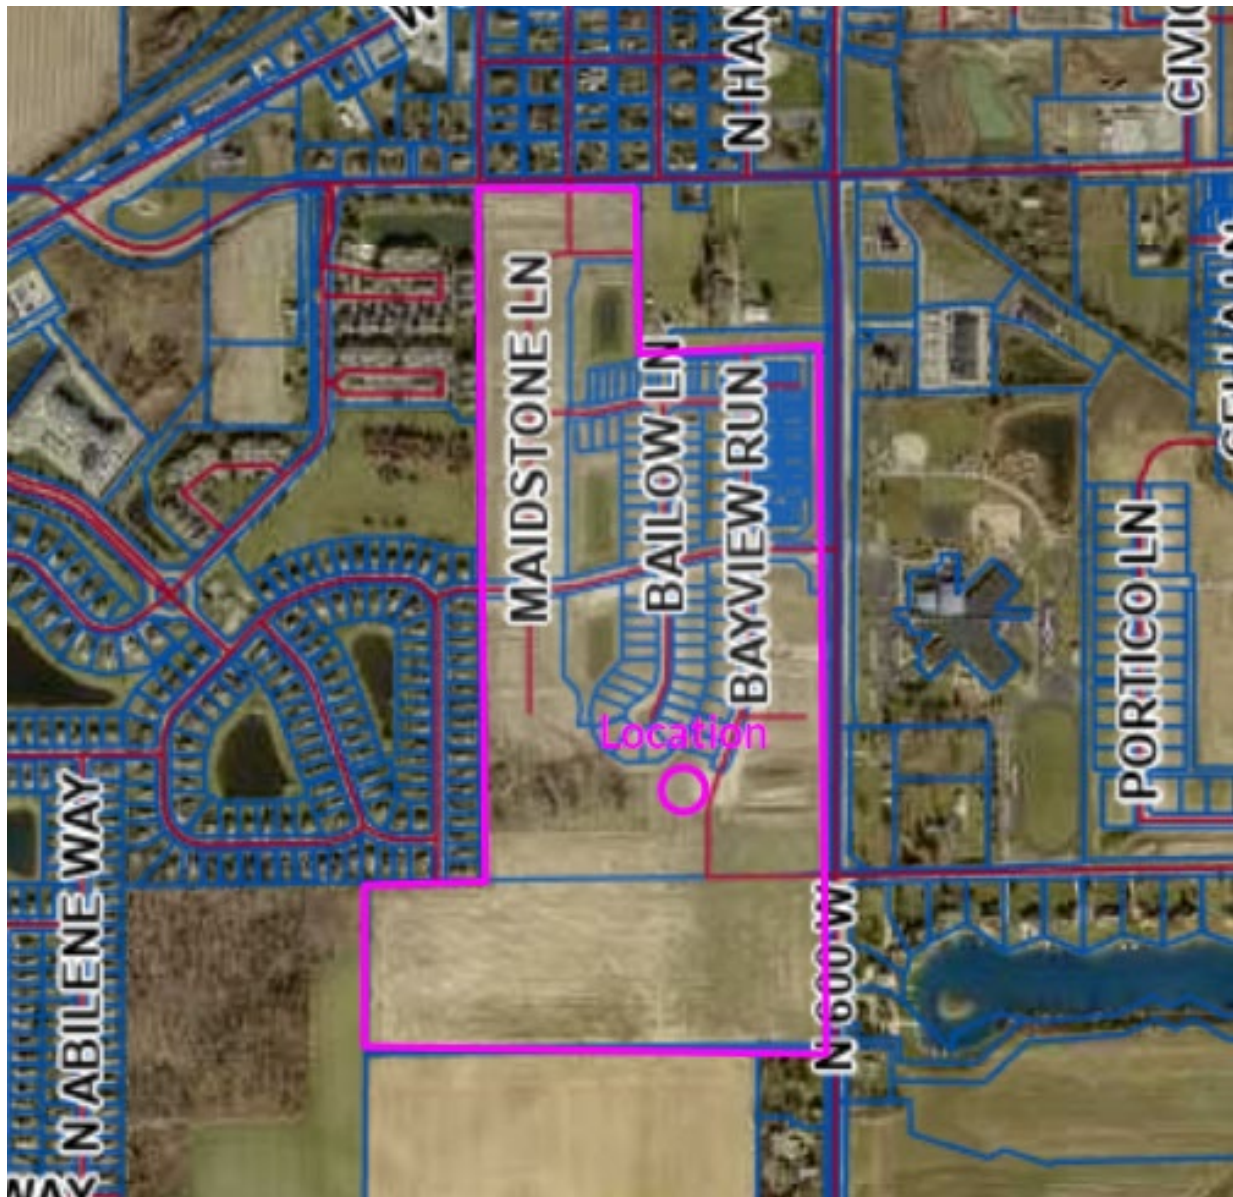 N HAN
CIVIC
MAIDSTONE LN
BAILOW LN
BAYVIEW RUN
PORTICO LN
Location
N ABILENE WAY
N 600 W
WAY